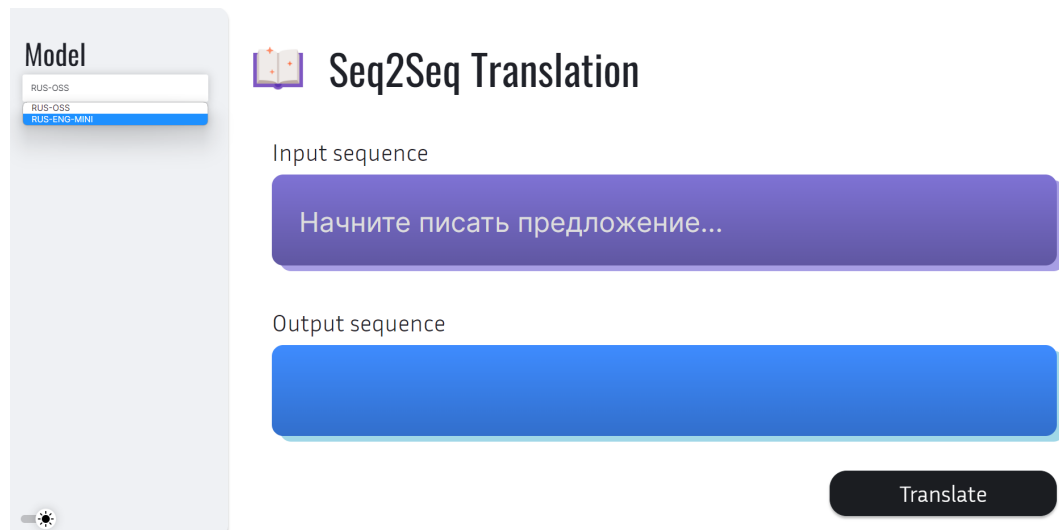 Model
RUS-OSS
RUS-OSS
RUS-ENG-MINI
Seq2Seq Translation
Input sequence
Начните писать предложение...
Output sequence
Translate